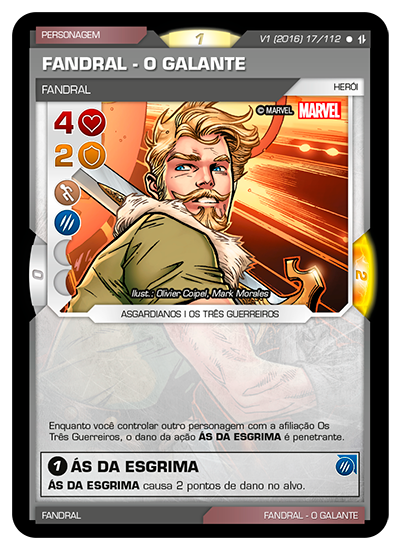 PERSONAGEM
1
V1 (2016) 17/112
FANDRAL - O GALANTE
FANDRAL
HERÓI
© MARVEL MARVEL
4
2
0
2
Ilust.: Olivier Coipel, Mark Morales
ASGARDIANOS | OS TRÊS GUERREIROS
Enquanto você controlar outro personagem com a afiliação Os
Três Guerreiros, o dano da ação ÁS DA ESGRIMA é penetrante.
1 ÁS DA ESGRIMA
ÁS DA ESGRIMA causa 2 pontos de dano no alvo.
FANDRAL
FANDRAL - O GALANTE